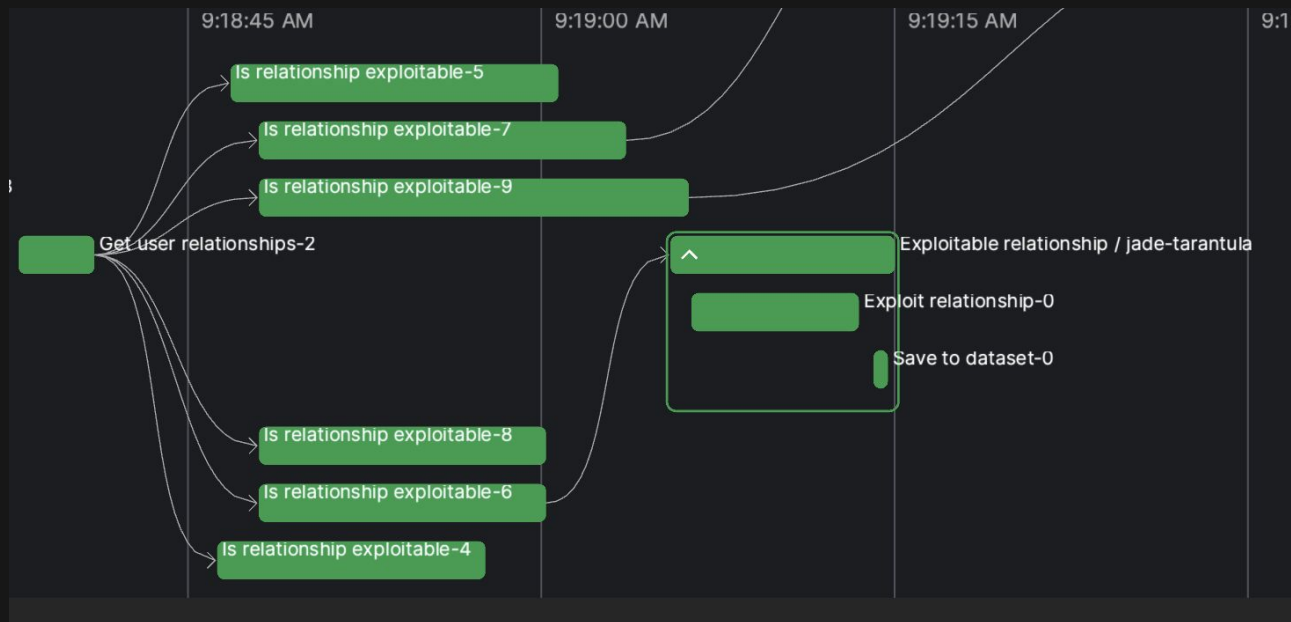 9:18:45 AM
9:19:00 AM
9:19:15 AM
9:1
Is relationship exploitable-5
Is relationship exploitable-7
Is relationship exploitable-9
Get user relationships-2
Exploitable relationship / jade-tarantula
Exploit relationship-0
Save to dataset-0
Is relationship exploitable-8
Is relationship exploitable-6
Is relationship exploitable-4